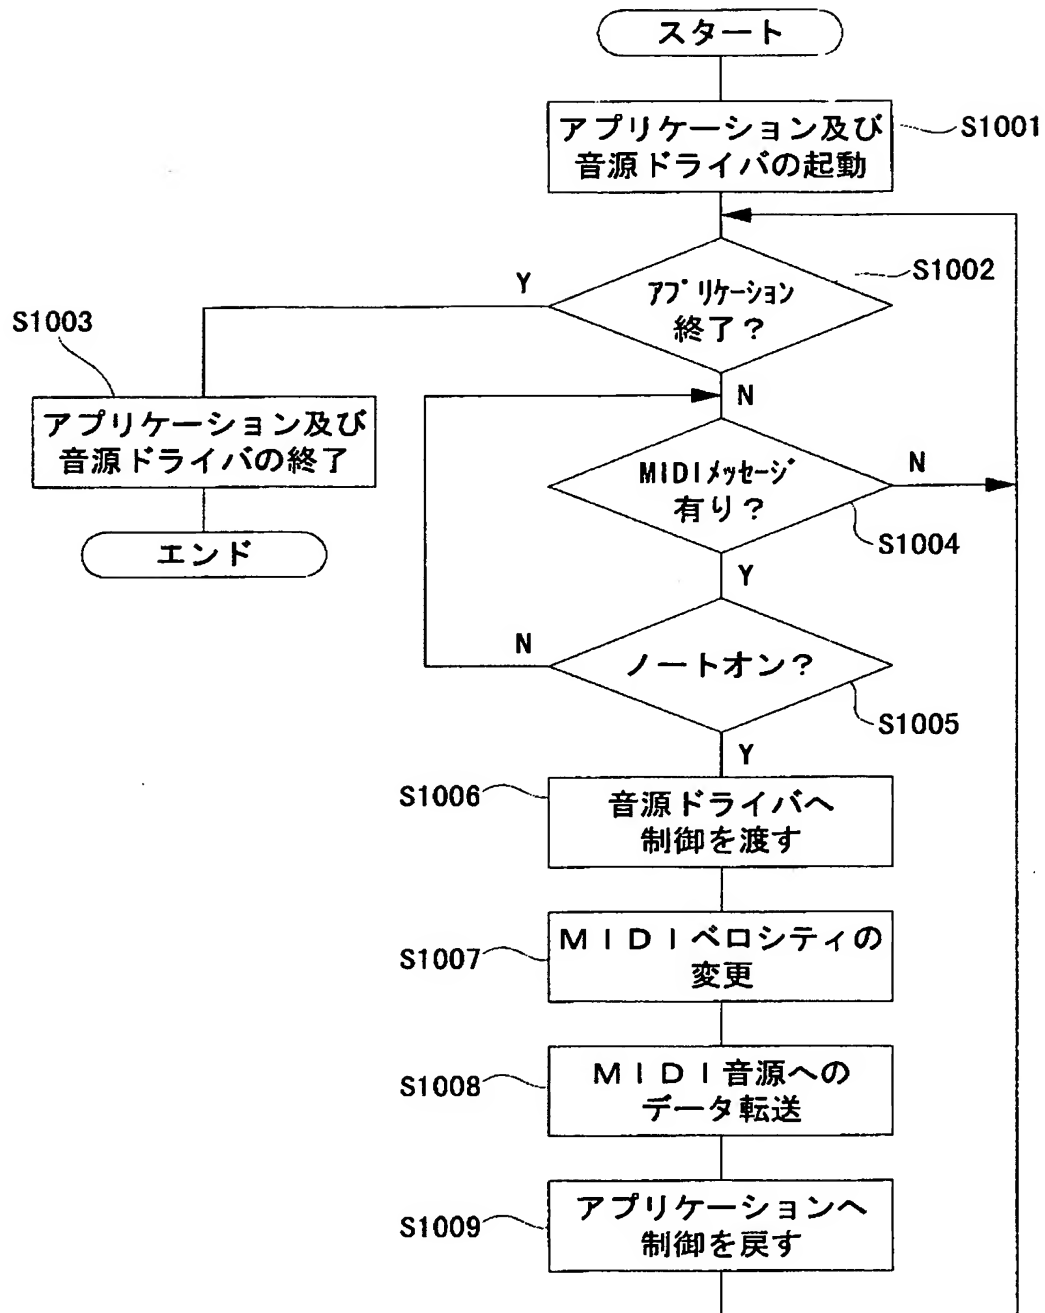 スタート
アプリケーション及び
音源ドライバの起動
S1001
アプリケーション
終了?
S1002
Y
N
S1003
アプリケーション及び
音源ドライバの終了
エンド
MIDIメッセージ
有り?
N
S1004
Y
ノートオン?
N
S1005
Y
S1006
音源ドライバへ
制御を渡す
S1007
MIDIベロシティの
変更
S1008
MIDI音源への
データ転送
S1009
アプリケーションへ
制御を戻す